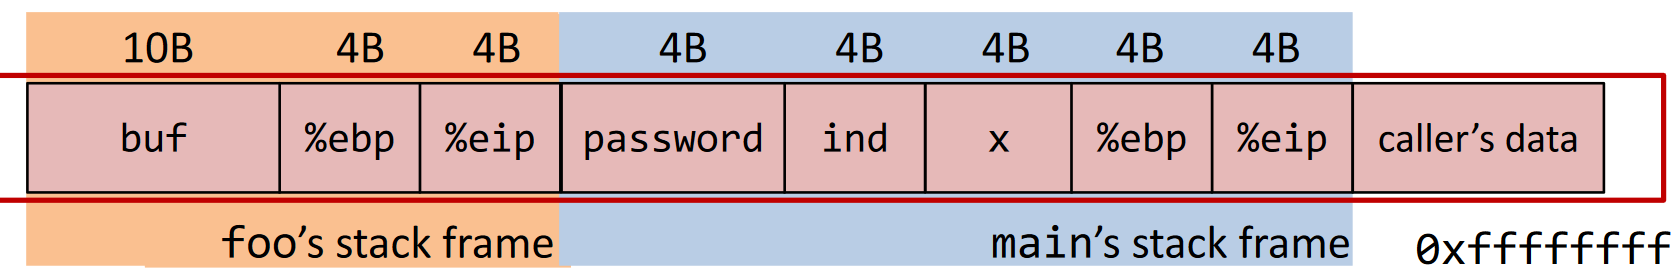 10B 4B 4B 4B 4B 4B 4B 4B
buf %ebp %eip password ind x %ebp %eip caller's data
foo's stack frame main's stack frame 0xffffffff